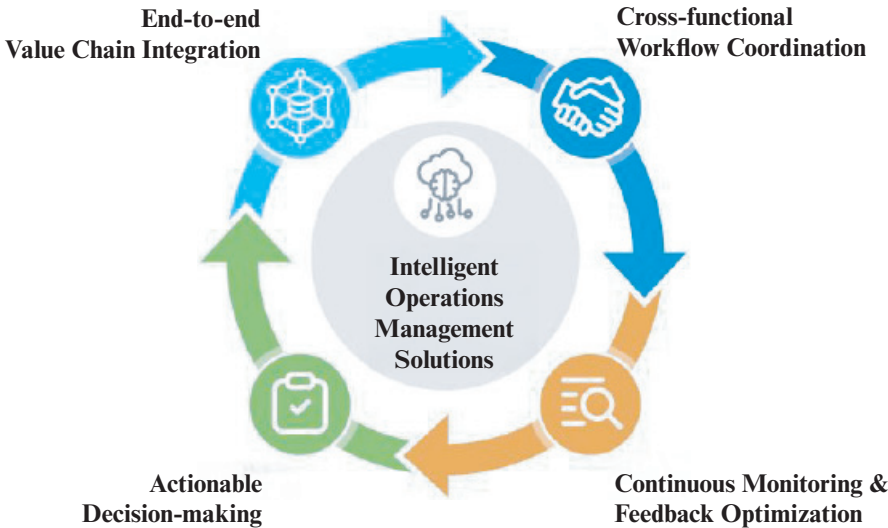 End-to-end
Value Chain Integration
Cross-functional
Workflow Coordination
Intelligent
Operations
Management
Solutions
Actionable
Decision-making
Continuous Monitoring &
Feedback Optimization